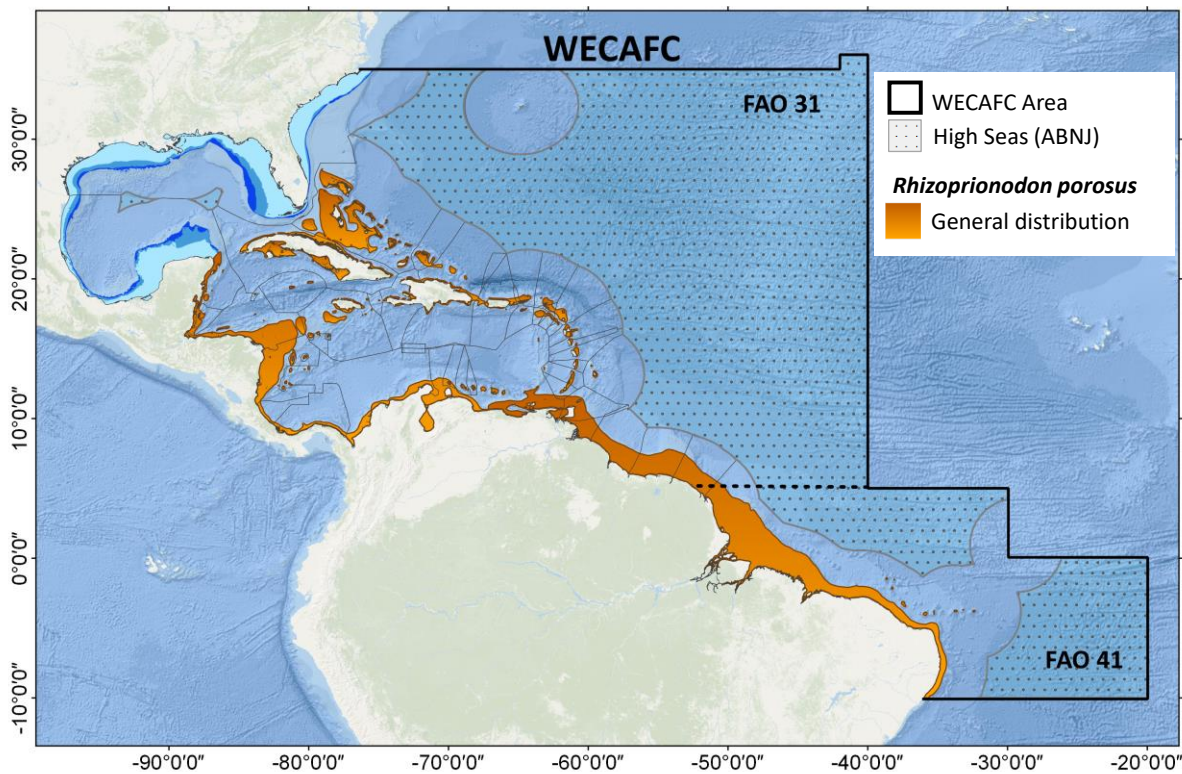 WECAFC
FAO 31
WECAFC Area
High Seas (ABNJ)
Rhizoprionodon porosus
General distribution
FAO 41
30°0'0"
20°0'0"
10°0'0"
0°0'0"
-10°0'0"
-90°0'0"
-80°0'0"
-70°0'0"
-60°0'0"
-50°0'0"
-40°0'0"
-30°0'0"
-20°0'0"